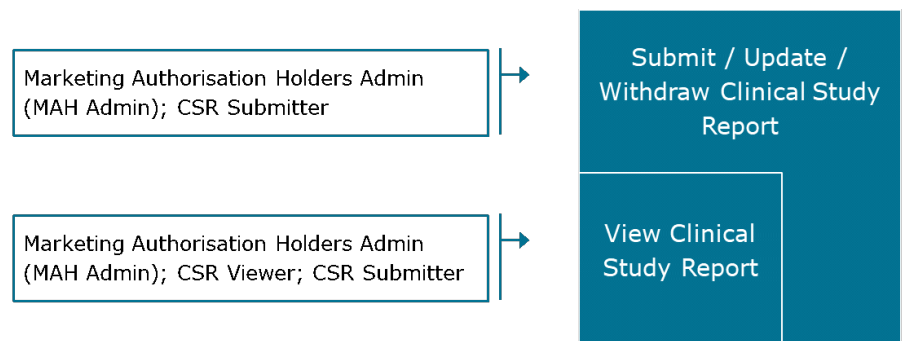 Marketing Authorisation Holders Admin
(MAH Admin); CSR Submitter
Submit / Update /
Withdraw Clinical Study
Report
Marketing Authorisation Holders Admin
(MAH Admin); CSR Viewer; CSR Submitter
View Clinical
Study Report